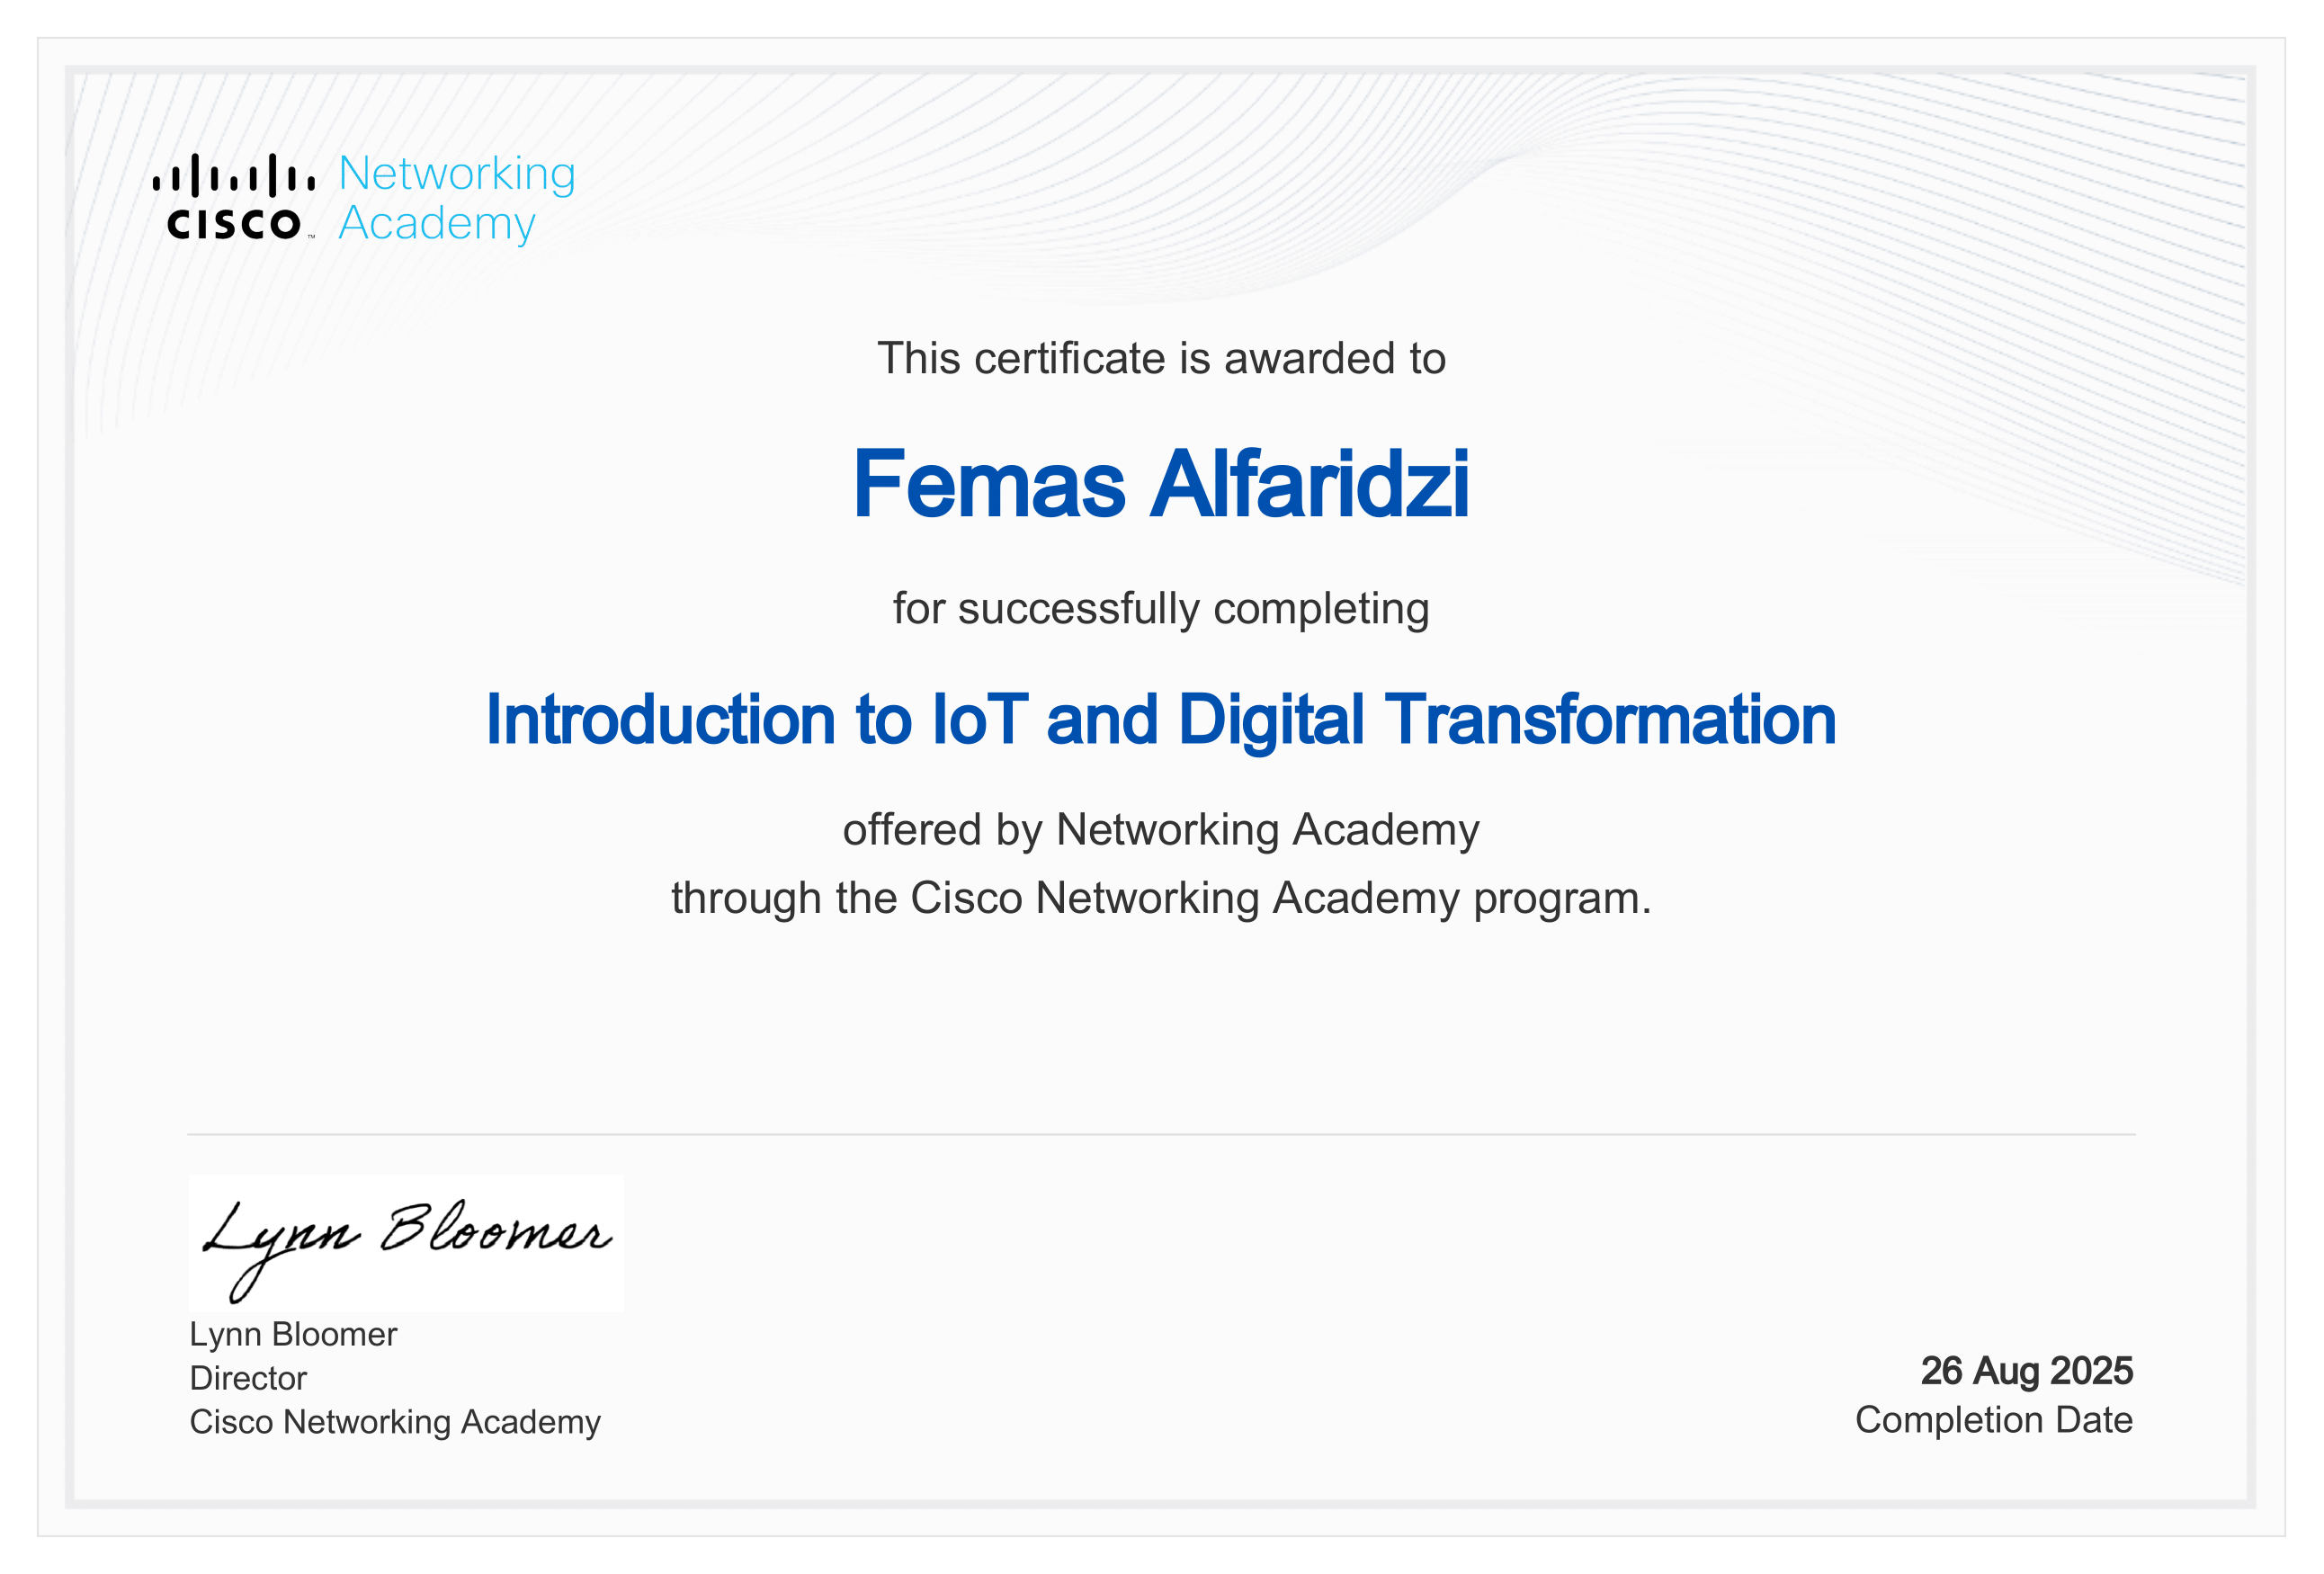 Networking
Academy
CISCO™
This certificate is awarded to
Femas Alfaridzi
for successfully completing
Introduction to IoT and Digital Transformation
offered by Networking Academy
through the Cisco Networking Academy program.
Lynn Bloomer
Lynn Bloomer
Director
Cisco Networking Academy
26 Aug 2025
Completion Date